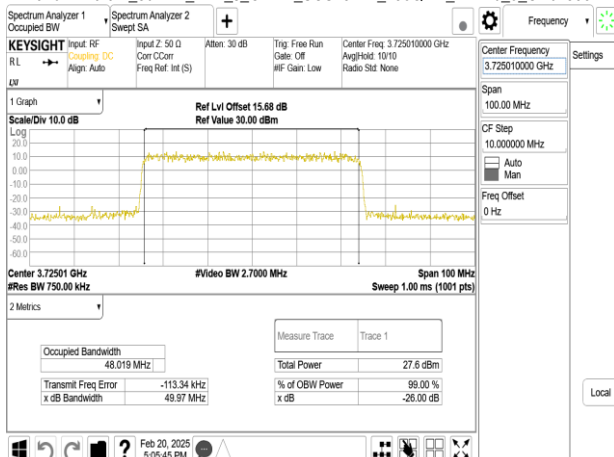 Spectrum Analyzer 1
Occupied BW
Spectrum Analyzer 2
Swept SA
+
Frequency
KEYSIGHT
RL
LXI
Input: RF
Coupling: DC
Align: Auto
Input Z: 50 Ω
Corr CCorr
Freq Ref: Int (S)
Atten: 30 dB
Trig: Free Run
Gate: Off
#IF Gain: Low
Center Freq: 3.725010000 GHz
Avg|Hold: 10/10
Radio Std: None
Center Frequency
3.725010000 GHz
Settings
Span
100.00 MHz
CF Step
10.000000 MHz
Auto
Man
Freq Offset
0 Hz
Local
1 Graph
Scale/Div 10.0 dB
Ref Lvl Offset 15.68 dB
Ref Value 30.00 dBm
Log
20.0
10.0
0.00
-10.0
-20.0
-30.0
-40.0
-50.0
-60.0
Center 3.72501 GHz
#Video BW 2.7000 MHz
Span 100 MHz
#Res BW 750.00 kHz
Sweep 1.00 ms (1001 pts)
2 Metrics
Measure Trace Trace 1
Occupied Bandwidth
48.019 MHz
Total Power 27.6 dBm
Transmit Freq Error -113.34 kHz
% of OBW Power 99.00 %
x dB Bandwidth 49.97 MHz
x dB -26.00 dB
?
Feb 20, 2025
5:05:45 PM